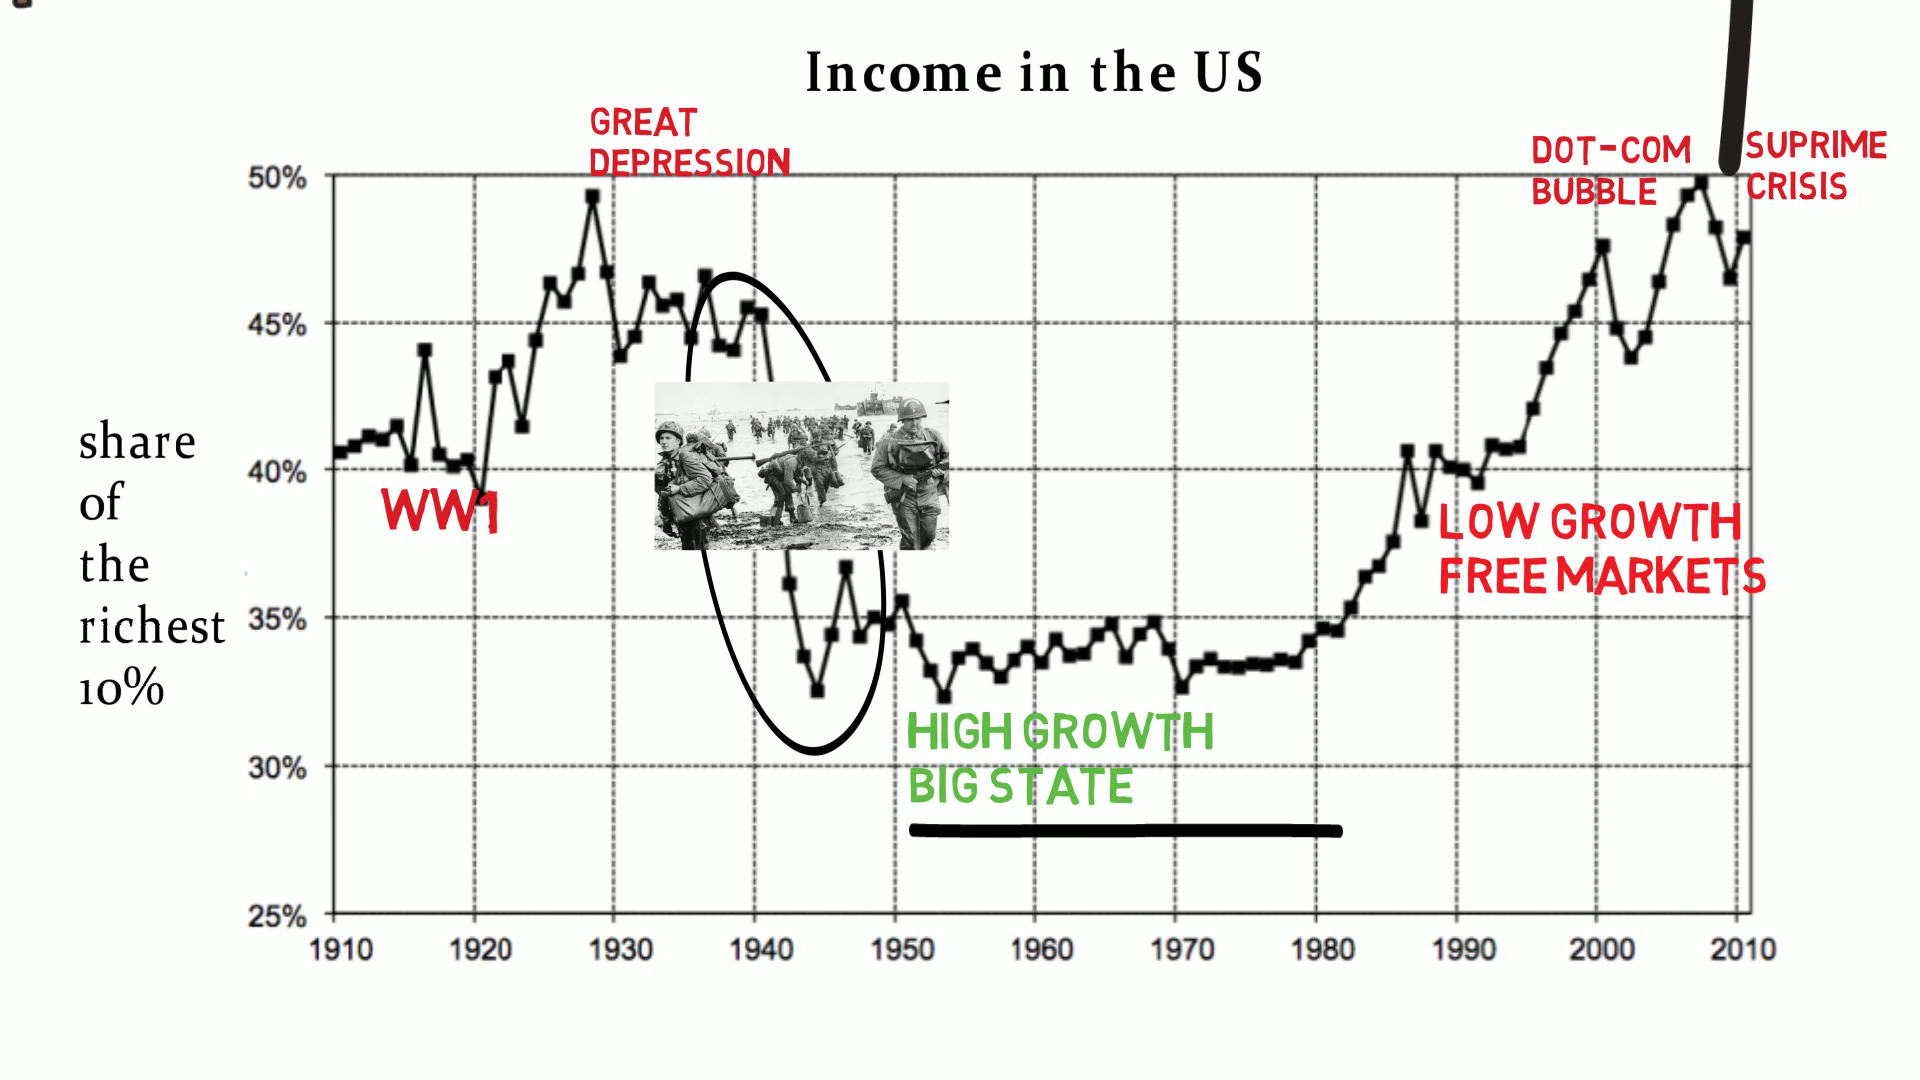 Income in the US
GREAT
DEPRESSION
DOT-COM
BUBBLE
SUPRIME
CRISIS
50%
45%
40%
35%
30%
25%
share
of
the
richest
10%
WW1
LOW GROWTH
FREE MARKETS
HIGH GROWTH
BIG STATE
1910 1920 1930 1940 1950 1960 1970 1980 1990 2000 2010